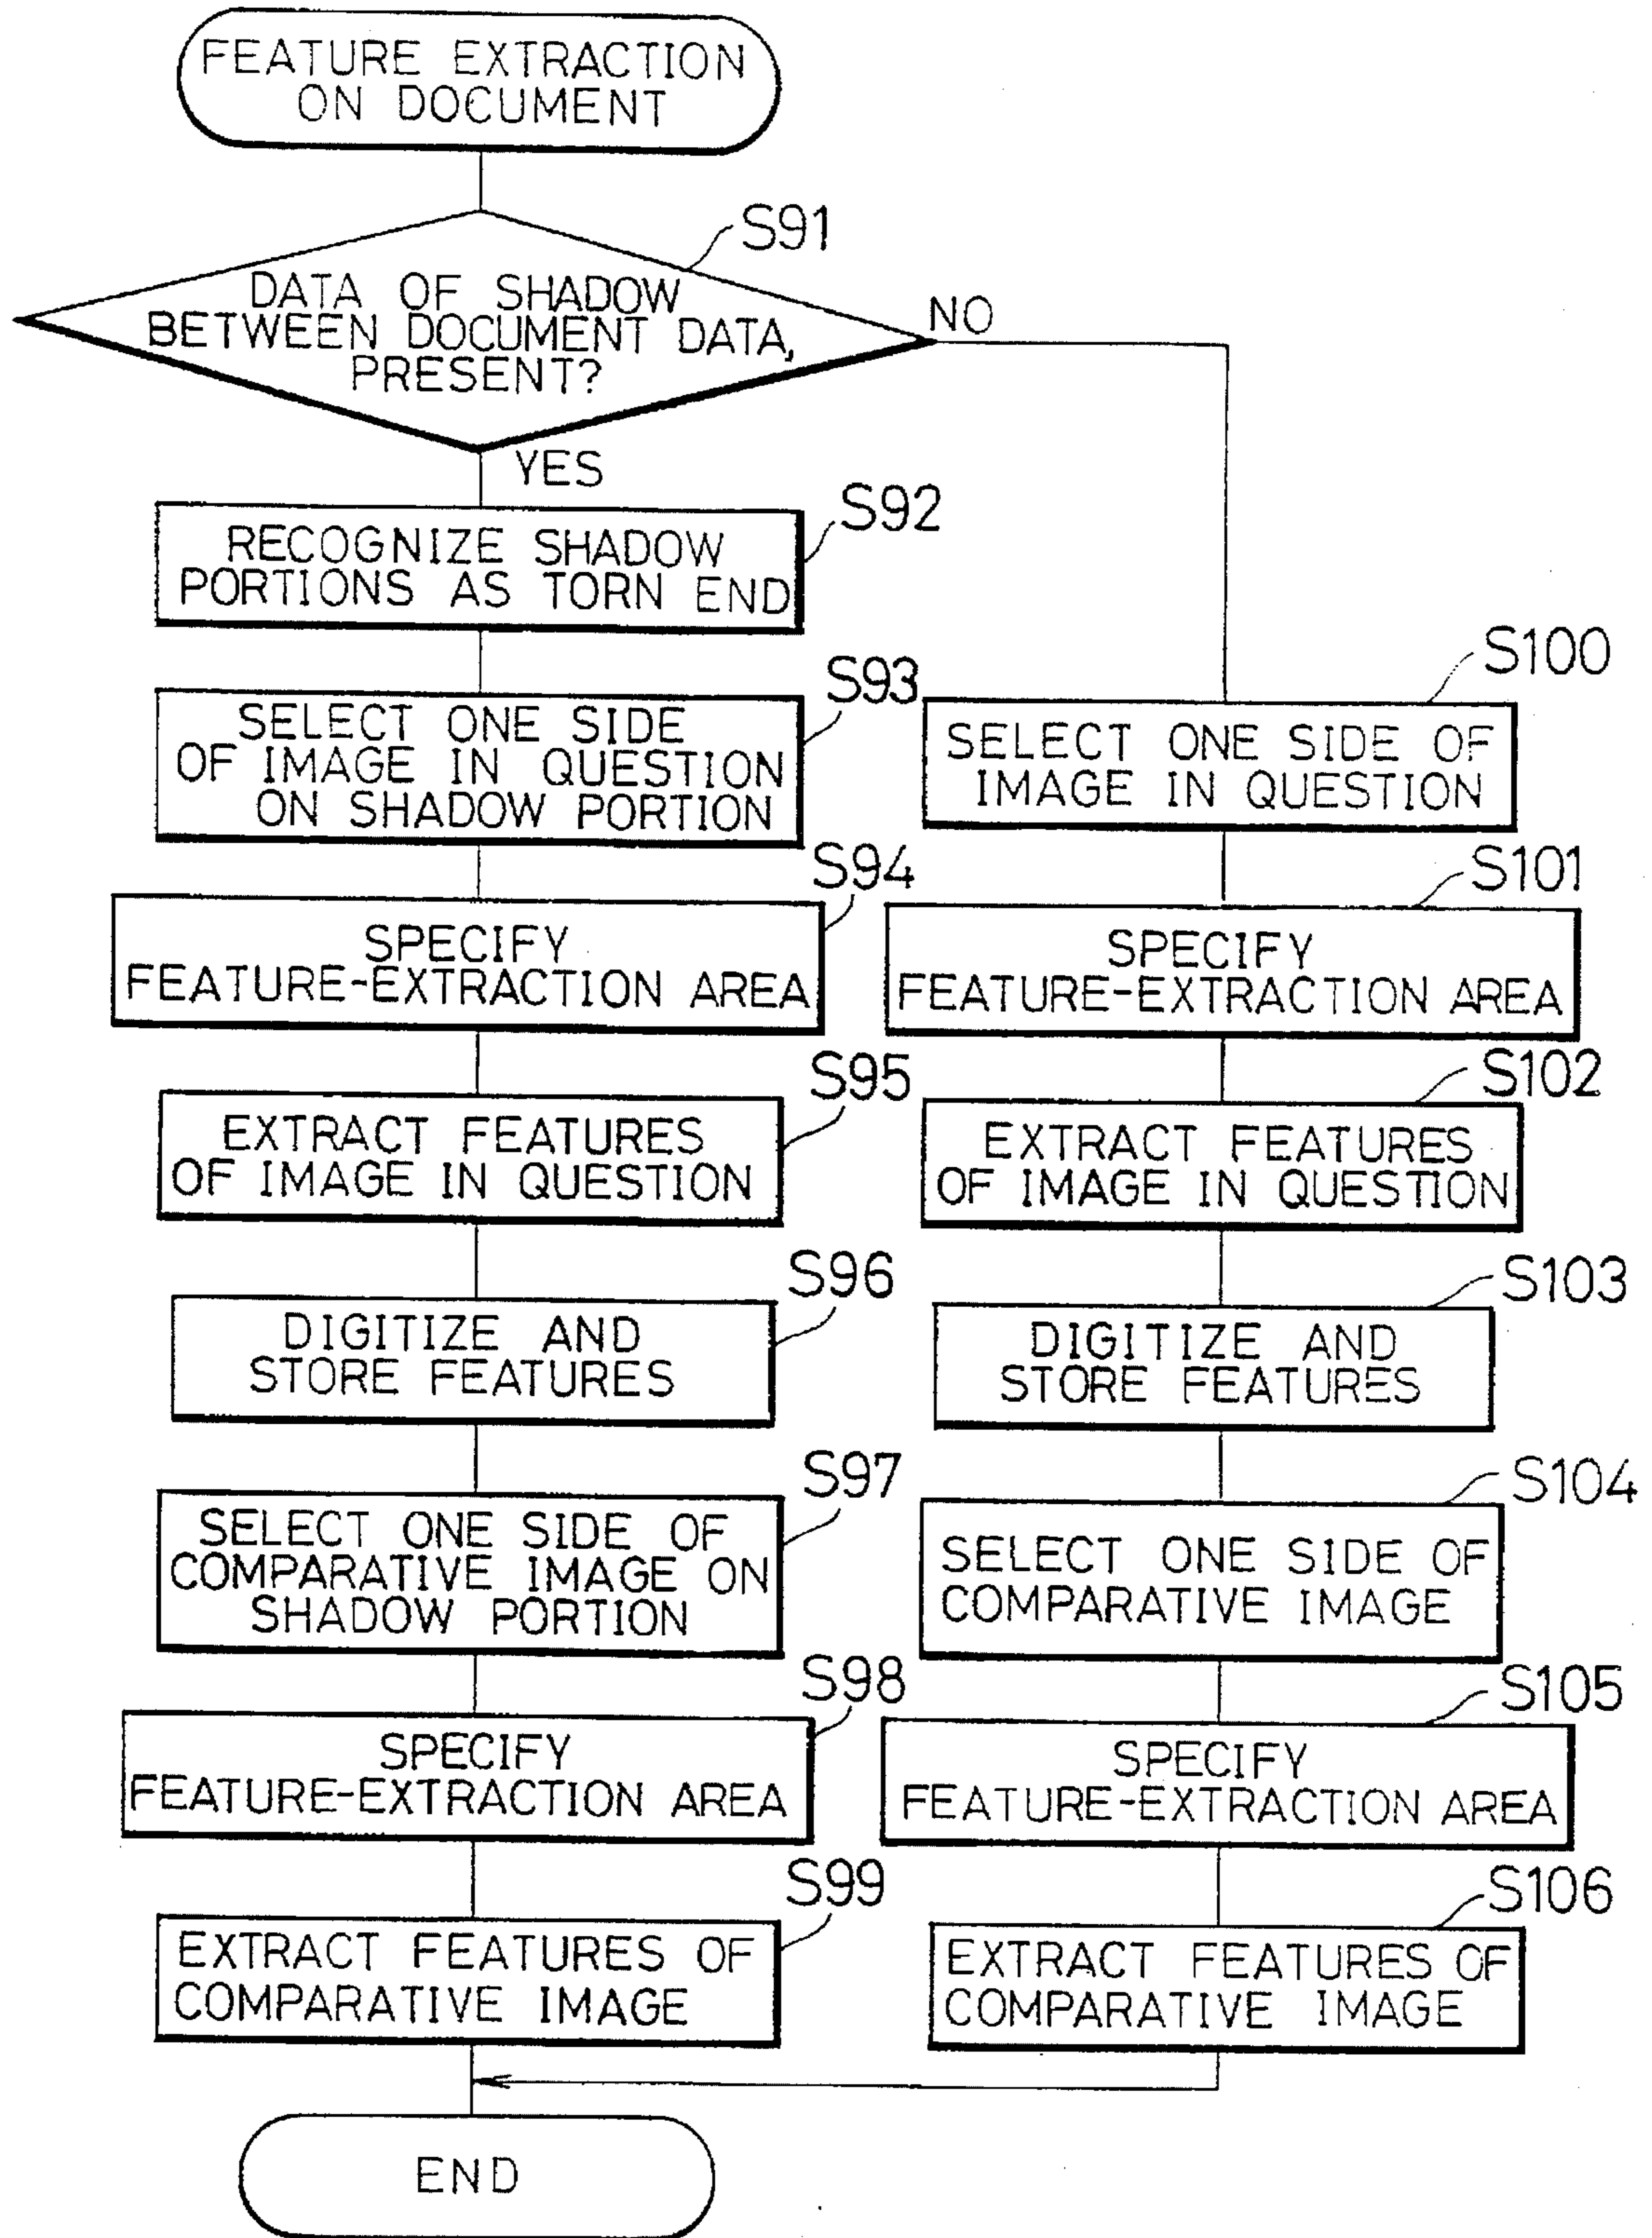 FEATURE EXTRACTION
ON DOCUMENT
S91
DATA OF SHADOW
BETWEEN DOCUMENT DATA,
PRESENT?
NO
YES
S92
RECOGNIZE SHADOW
PORTIONS AS TORN END
S93
SELECT ONE SIDE
OF IMAGE IN QUESTION
ON SHADOW PORTION
S94
SPECIFY
FEATURE-EXTRACTION AREA
S95
EXTRACT FEATURES
OF IMAGE IN QUESTION
S96
DIGITIZE AND
STORE FEATURES
S97
SELECT ONE SIDE OF
COMPARATIVE IMAGE ON
SHADOW PORTION
S98
SPECIFY
FEATURE-EXTRACTION AREA
S99
EXTRACT FEATURES OF
COMPARATIVE IMAGE
S100
SELECT ONE SIDE OF
IMAGE IN QUESTION
S101
SPECIFY
FEATURE-EXTRACTION AREA
S102
EXTRACT FEATURES
OF IMAGE IN QUESTION
S103
DIGITIZE AND
STORE FEATURES
S104
SELECT ONE SIDE OF
COMPARATIVE IMAGE
S105
SPECIFY
FEATURE-EXTRACTION AREA
S106
EXTRACT FEATURES OF
COMPARATIVE IMAGE
END